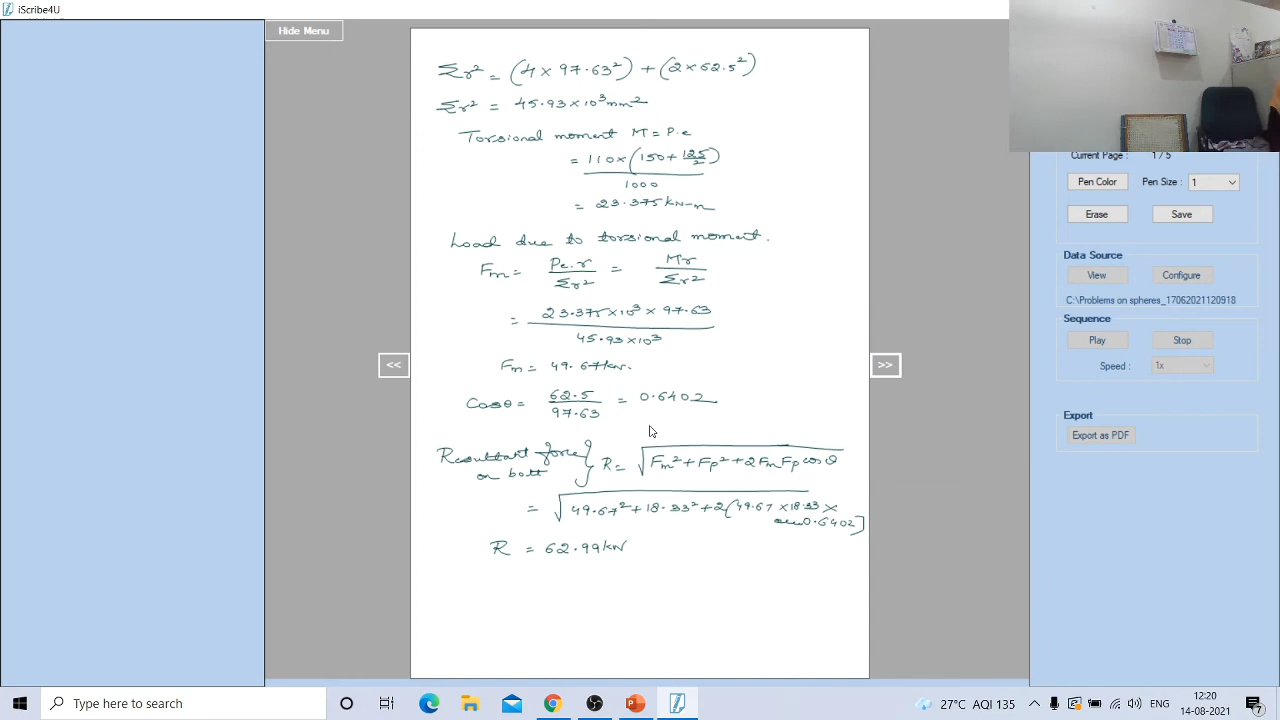 iScribe4U
Hide Menu
Σr² = (4 × 97.63²) + (2 × 62.5²)
Σr² = 45.93 × 10³ mm²
Torsional moment M = P.e
= 110 × (150 + 125/2)
1000
= 23.375 kN-m
Load due to torsional moment.
Fm = Pe.r / Σr² = Mr / Σr²
= 23.375 × 10³ × 97.63
45.93 × 10³
Fm = 49.67 kN.
Cosθ = 62.5 / 97.63 = 0.6402
Resultant force } R = √Fm² + Fp² + 2FmFp cosθ
on bolt
= √49.67² + 18.33² + 2(49.67 × 18.33 ×
0.6402]
R = 62.99 kN
<<
>>
Current Page : 1 / 5
Pen Color
Pen Size :
1
Erase
Save
Data Source
View
Configure
C:\Problems on spheres_17062021120918
Sequence
Play
Stop
Speed :
1x
Export
Export as PDF
Type here to search
27°C AQI 135
ENG
12:20
14-08-2021
7